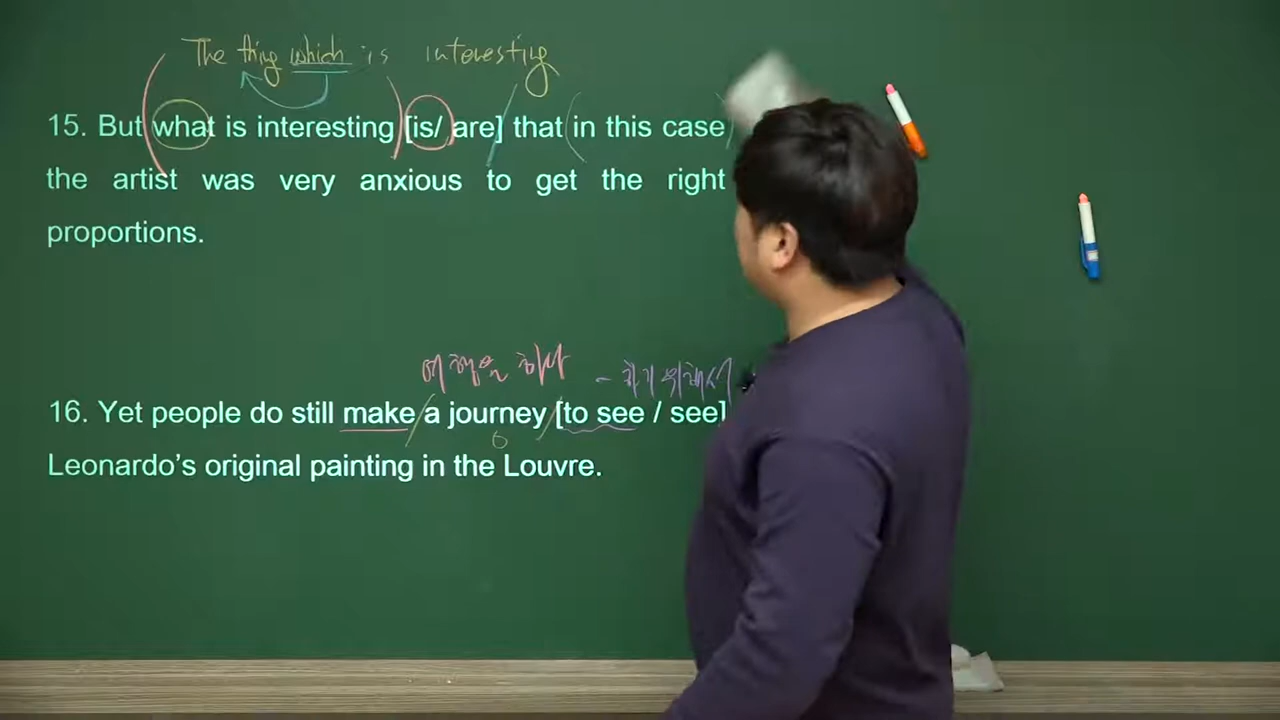 The thing which is interesting
15. But what is interesting [is/ are] that in this case
the artist was very anxious to get the right
proportions.
여행을 하다 - 하기 위해서
16. Yet people do still make a journey [to see / see]
o
Leonardo's original painting in the Louvre.